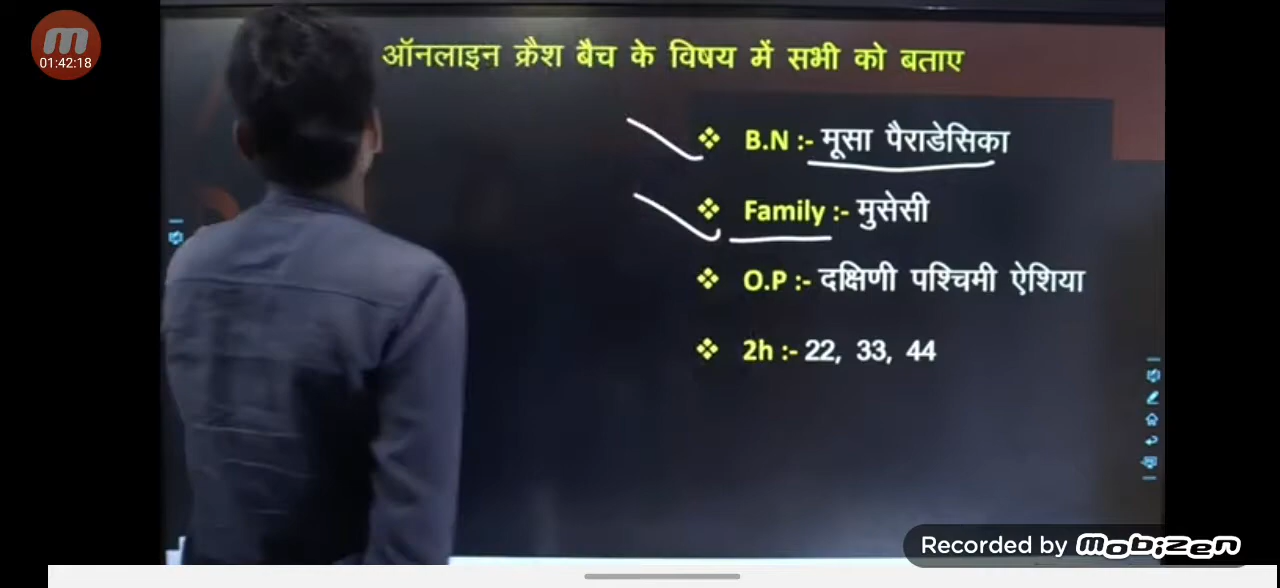 01:42:18
ऑनलाइन क्रैश बैच के विषय में सभी को बताए
❖ B.N :- मूसा पैराडेसिका
❖ Family :- मुसेसी
❖ O.P :- दक्षिणी पश्चिमी ऐशिया
❖ 2h :- 22, 33, 44
Recorded by Mobizen